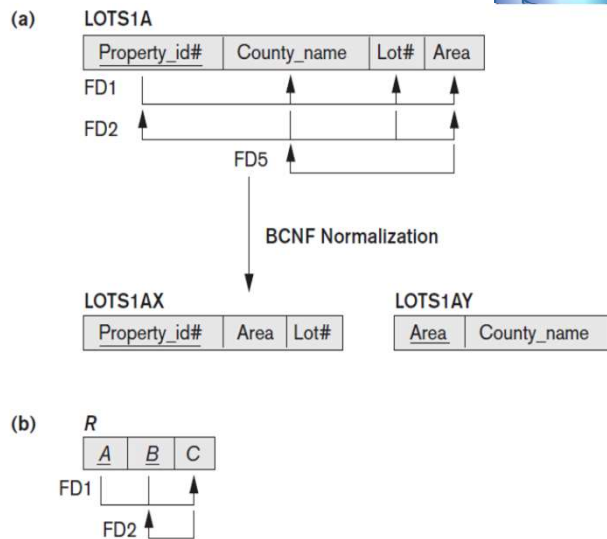 (a) LOTS1A
Property_id# County_name Lot# Area
FD1
FD2
FD5
BCNF Normalization
LOTS1AX
Property_id# Area Lot#
LOTS1AY
Area County_name
(b) R
A B C
FD1
FD2